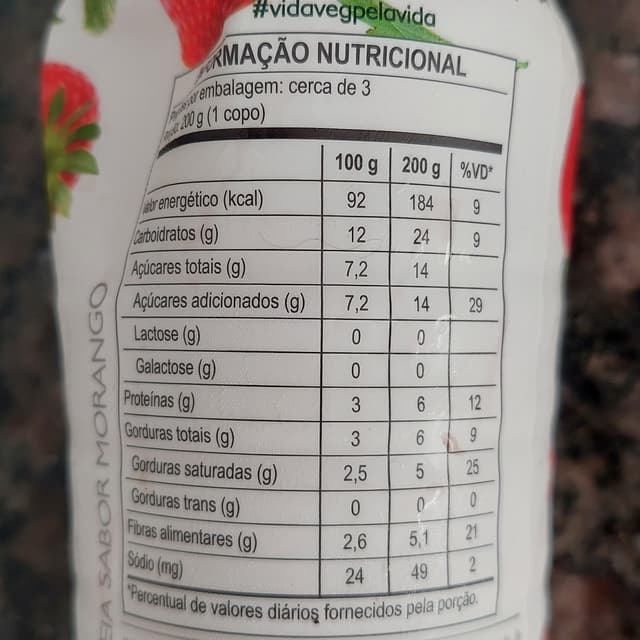 #vidavegpelavida
RMAÇÃO NUTRICIONAL
embalagem: cerca de 3
200 g (1 copo)
100 g 200 g %VD*
energético (kcal) 92 184 9
Carboidratos (g) 12 24 9
Açúcares totais (g) 7,2 14
Açúcares adicionados (g) 7,2 14 29
Lactose (g) 0 0
Galactose (g) 0 0
Proteínas (g) 3 6 12
Gorduras totais (g) 3 6 9
Gorduras saturadas (g) 2,5 5 25
Gorduras trans (g) 0 0 0
Fibras alimentares (g) 2,6 5,1 21
Sódio (mg) 24 49 2
*Percentual de valores diários fornecidos pela porção.
EIA SABOR MORANGO